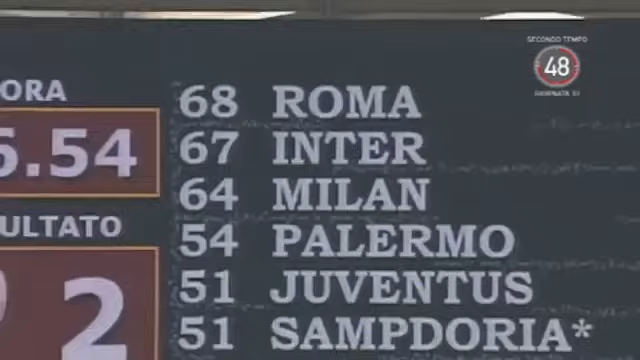 SECONDO TEMPO
48
ORA
.54
ULTATO
2
68 ROMA
67 INTER
64 MILAN
54 PALERMO
51 JUVENTUS
51 SAMPDORIA*